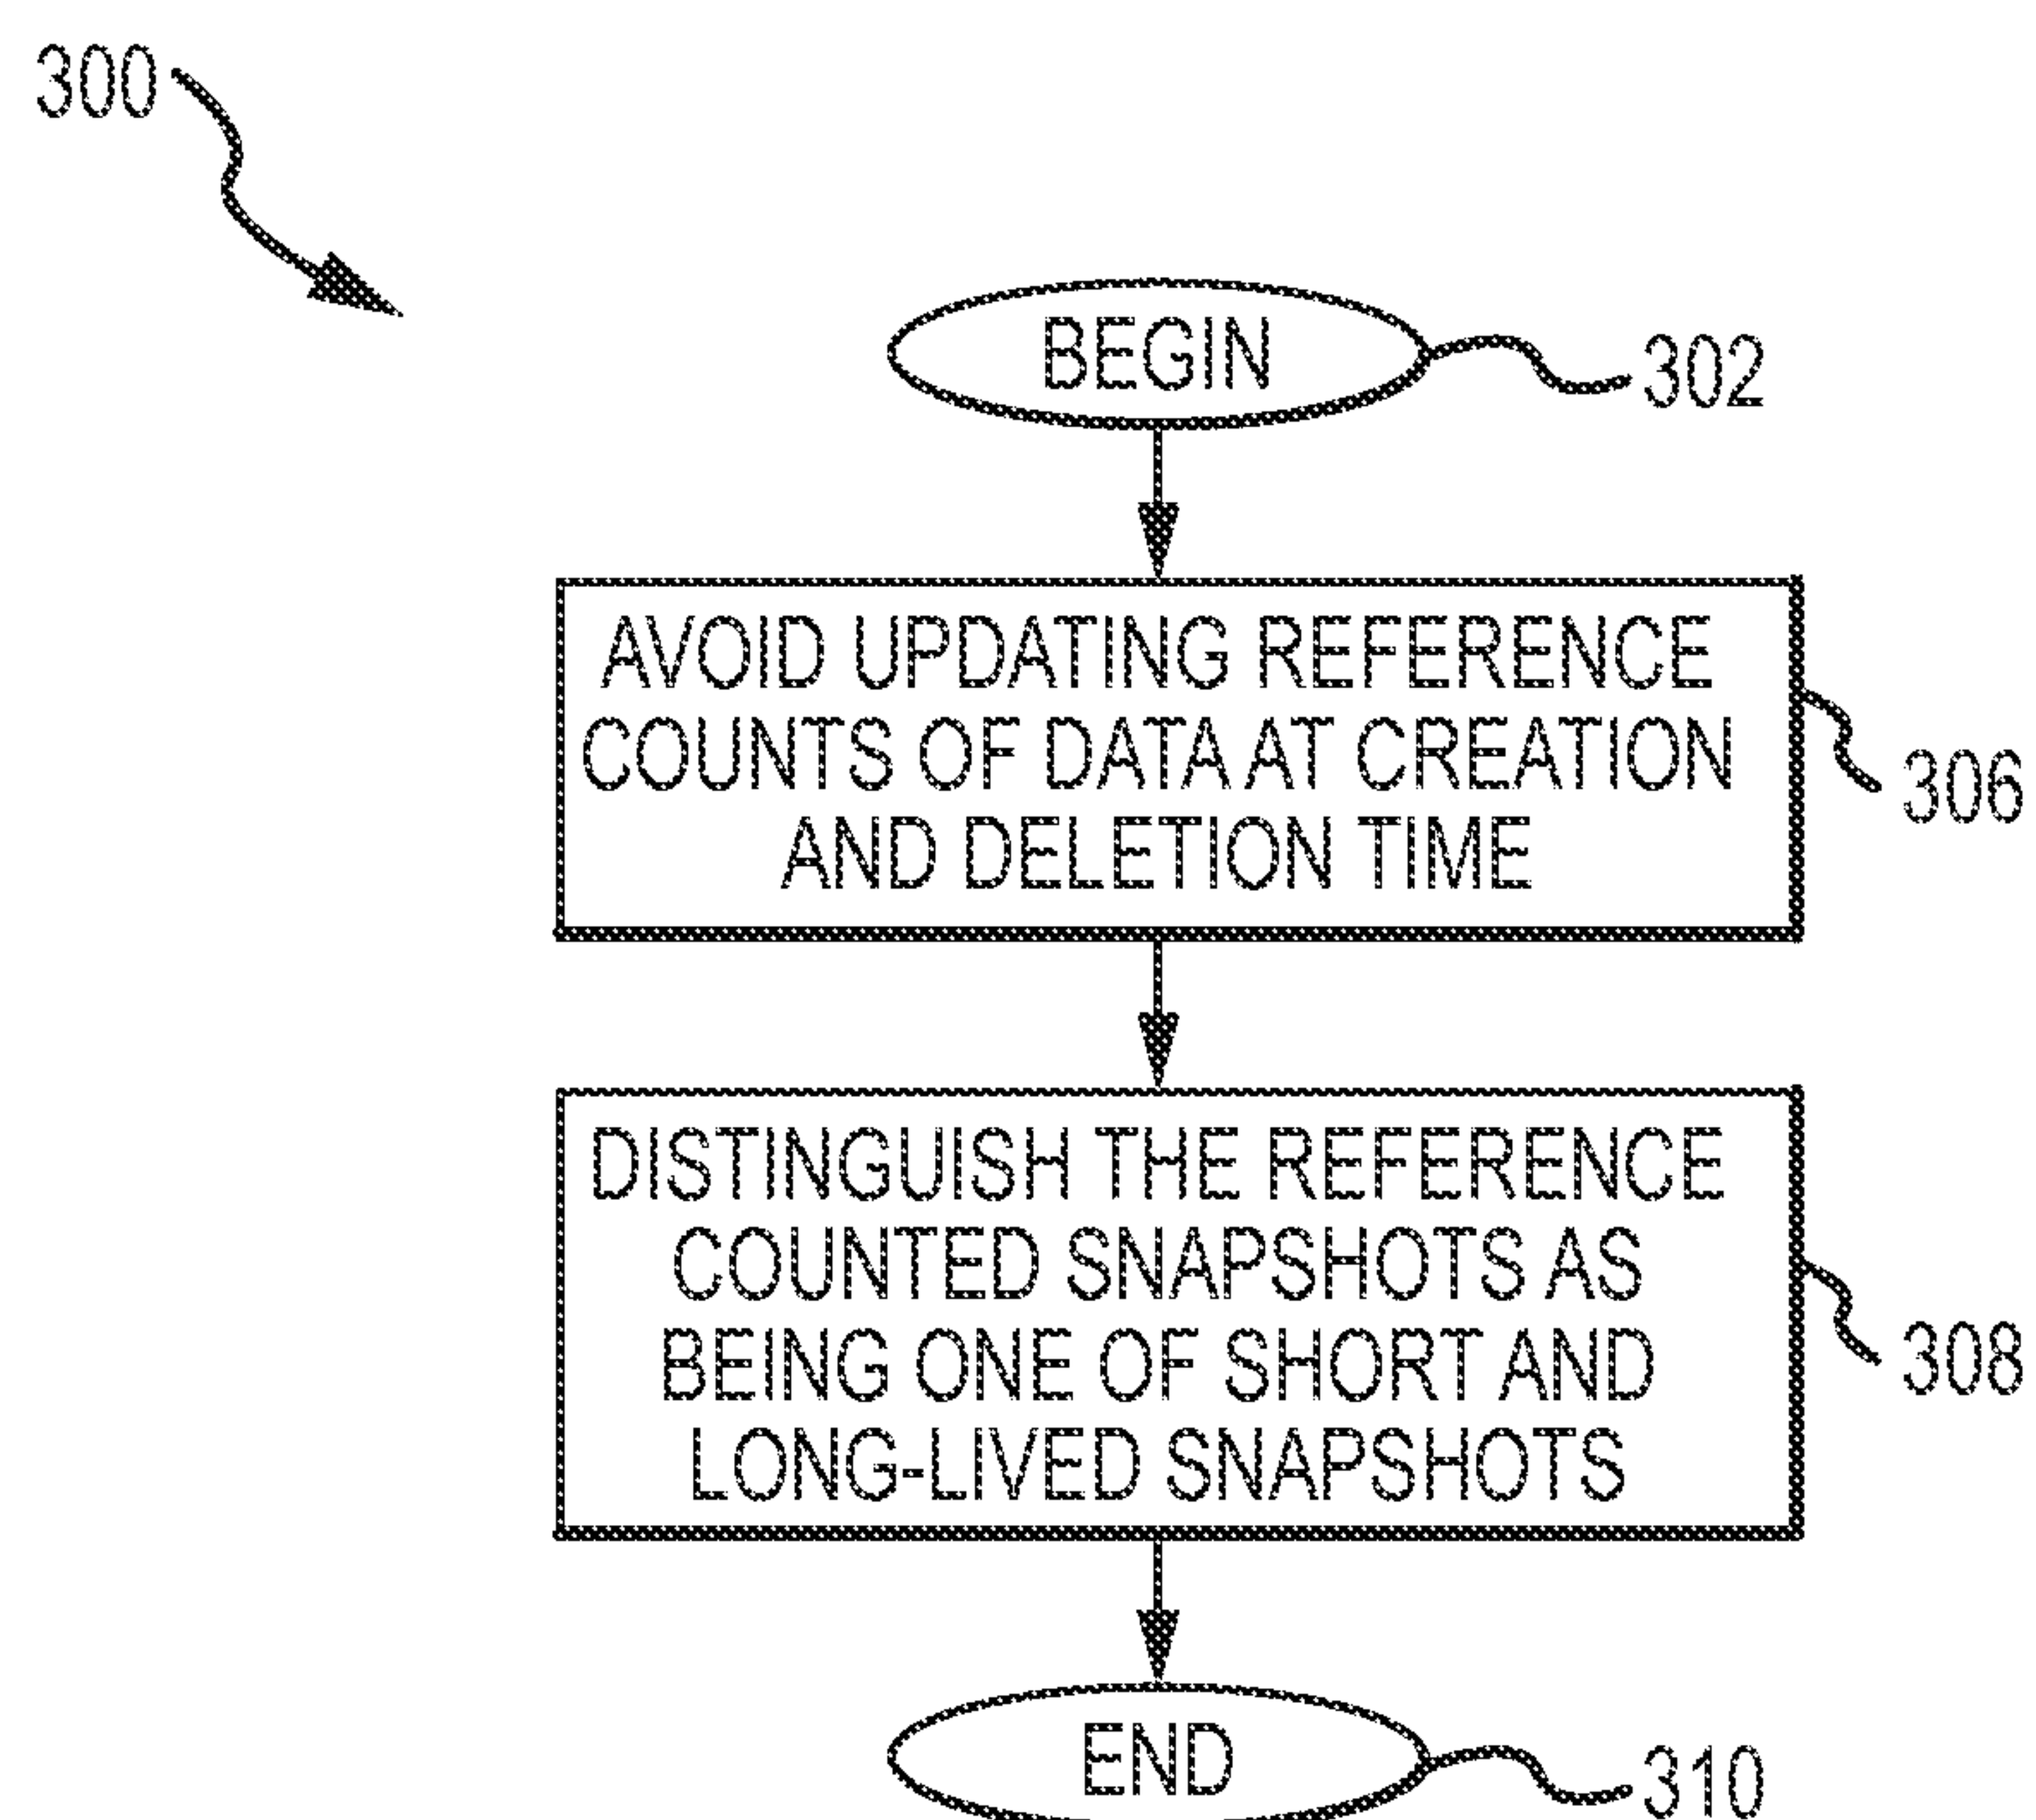 300
BEGIN
302
AVOID UPDATING REFERENCE
COUNTS OF DATA AT CREATION
AND DELETION TIME
306
DISTINGUISH THE REFERENCE
COUNTED SNAPSHOTS AS
BEING ONE OF SHORT AND
LONG-LIVED SNAPSHOTS
308
END
310